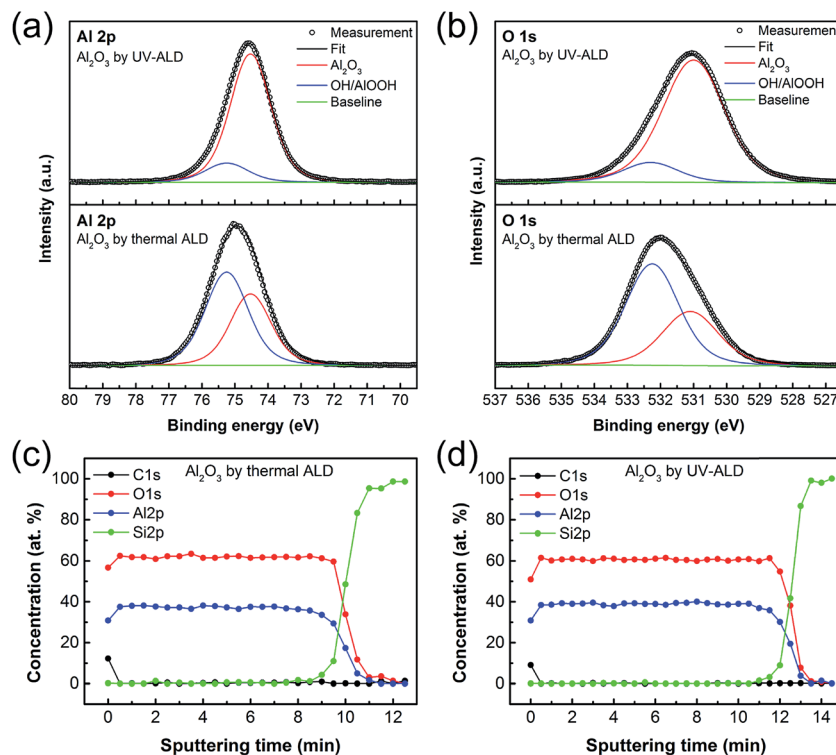 (a)
Al 2p
Al₂O₃ by UV-ALD
Measurement
Fit
Al₂O₃
OH/AlOOH
Baseline
Al 2p
Al₂O₃ by thermal ALD
Intensity (a.u.)
80 79 78 77 76 75 74 73 72 71 70
Binding energy (eV)
(b)
O 1s
Al₂O₃ by UV-ALD
Measurement
Fit
Al₂O₃
OH/AlOOH
Baseline
O 1s
Al₂O₃ by thermal ALD
Intensity (a.u.)
537 536 535 534 533 532 531 530 529 528 527
Binding energy (eV)
(c)
Al₂O₃ by thermal ALD
C1s
O1s
Al2p
Si2p
Concentration (at. %)
100
80
60
40
20
0
0 2 4 6 8 10 12
Sputtering time (min)
(d)
Al₂O₃ by UV-ALD
C1s
O1s
Al2p
Si2p
Concentration (at. %)
100
80
60
40
20
0
0 2 4 6 8 10 12 14
Sputtering time (min)